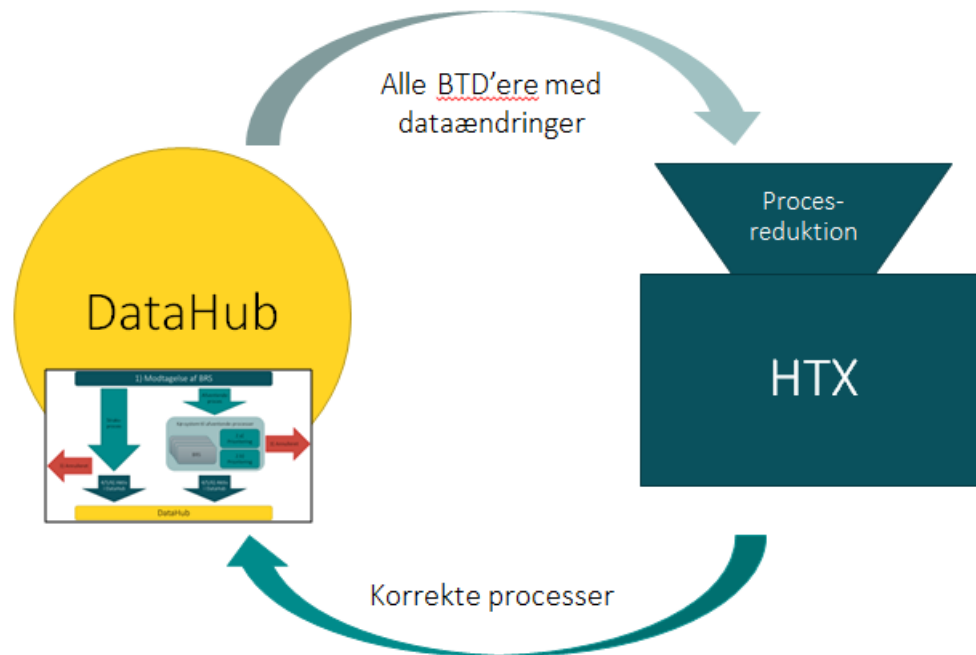 Alle BTD'ere med
dataændringer
Proces-
reduktion
DataHub
HTX
1) Modtagelse af BRS
DataHub
Korrekte processer